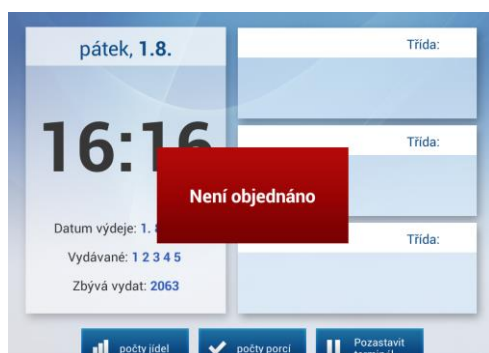 pátek, 1.8.
16:16
Datum výdeje: 1.
Vydávané: 1 2 3 4 5
Zbývá vydat: 2063
Třída:
Třída:
Třída:
Není objednáno
počty jídel
počty porcí
Pozastavit